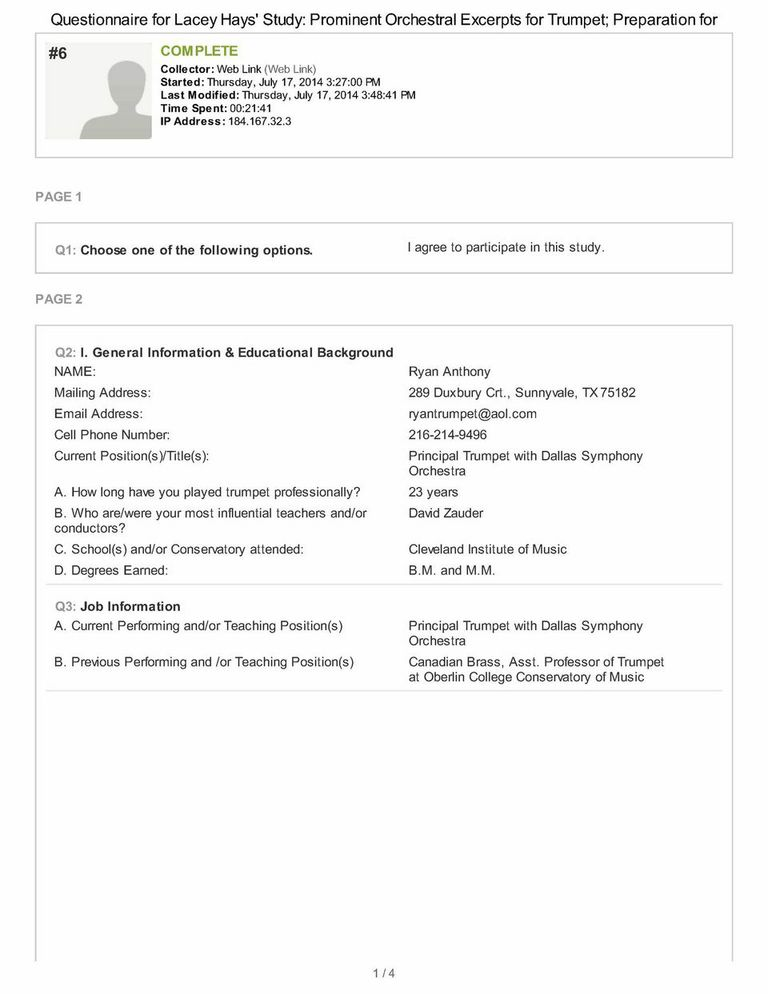 Questionnaire for Lacey Hays' Study: Prominent Orchestral Excerpts for Trumpet; Preparation for
#6
COMPLETE
Collector: Web Link (Web Link)
Started: Thursday, July 17, 2014 3:27:00 PM
Last Modified: Thursday, July 17, 2014 3:48:41 PM
Time Spent: 00:21:41
IP Address: 184.167.32.3
PAGE 1
Q1: Choose one of the following options. I agree to participate in this study.
PAGE 2
Q2: I. General Information & Educational Background
NAME: Ryan Anthony
Mailing Address: 289 Duxbury Crt., Sunnyvale, TX 75182
Email Address: ryantrumpet@aol.com
Cell Phone Number: 216-214-9496
Current Position(s)/Title(s): Principal Trumpet with Dallas Symphony
Orchestra
A. How long have you played trumpet professionally? 23 years
B. Who are/were your most influential teachers and/or David Zauder
conductors?
C. School(s) and/or Conservatory attended: Cleveland Institute of Music
D. Degrees Earned: B.M. and M.M.
Q3: Job Information
A. Current Performing and/or Teaching Position(s) Principal Trumpet with Dallas Symphony
Orchestra
B. Previous Performing and /or Teaching Position(s) Canadian Brass, Asst. Professor of Trumpet
at Oberlin College Conservatory of Music
1 / 4